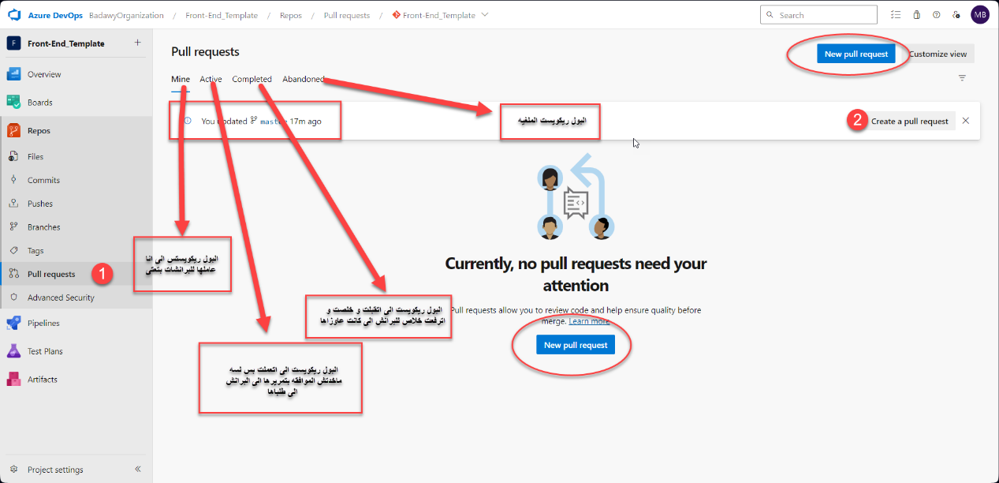 Azure DevOps BadawyOrganization / Front-End_Template / Repos / Pull requests / Front-End_Template
Search
MB
F Front-End_Template +
Overview
Boards
Repos
Files
Commits
Pushes
Branches
Tags
Pull requests
1
Advanced Security
Pipelines
Test Plans
Artifacts
Project settings
Pull requests
New pull request
Customize view
Mine Active Completed Abandoned
You updated master 17m ago
البول ريكويست الملغيه
2
Create a pull request
البول ريكويستس الى انا
عاملها للبرانشات بتعتى
البول ريكويست الى اتقبلت و خلصت و
اترفعت خلاص للبرانش الى كانت عاوزاها
البول ريكويست الى اتعملت بس لسه
ماخدتش الموافقه بتمريرها الى البرانش
الى طلباها
Currently, no pull requests need your
attention
Pull requests allow you to review code and help ensure quality before
merge. Learn more
New pull request